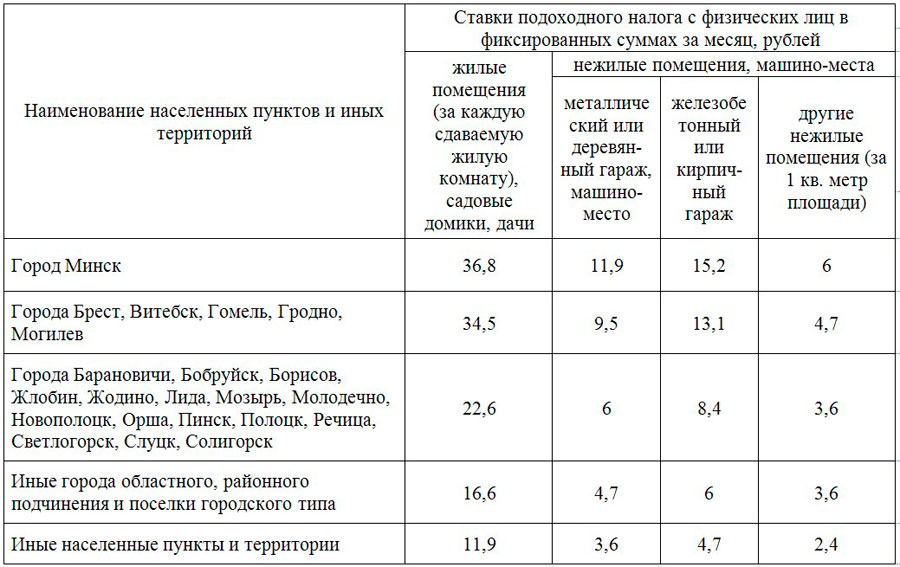 Наименование населенных пунктов и иных
территорий
Ставки подоходного налога с физических лиц в
фиксированных суммах за месяц, рублей
жилые
помещения
(за каждую
сдаваемую
жилую
комнату),
садовые
домики, дачи
нежилые помещения, машино-места
металличе
ский или
деревян-
ный гараж,
машино-
место
железобе
тонный
или
кирпич-
ный
гараж
другие
нежилые
помещения (за
1 кв. метр
площади)
Город Минск 36,8 11,9 15,2 6
Города Брест, Витебск, Гомель, Гродно,
Могилев
34,5 9,5 13,1 4,7
Города Барановичи, Бобруйск, Борисов,
Жлобин, Жодино, Лида, Мозырь, Молодечно,
Новополоцк, Орша, Пинск, Полоцк, Речица,
Светлогорск, Слуцк, Солигорск
22,6 6 8,4 3,6
Иные города областного, районного
подчинения и поселки городского типа
16,6 4,7 6 3,6
Иные населенные пункты и территории 11,9 3,6 4,7 2,4